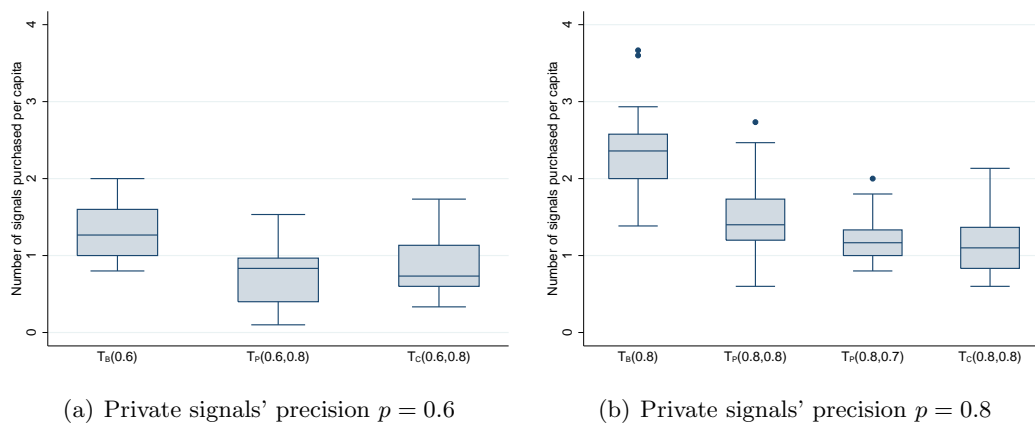 Number of signals purchased per capita
4
3
2
1
0
T_B(0.6) T_P(0.6,0.8) T_C(0.6,0.8)
(a) Private signals' precision p = 0.6
Number of signals purchased per capita
4
3
2
1
0
T_B(0.8) T_P(0.8,0.8) T_P(0.8,0.7) T_C(0.8,0.8)
(b) Private signals' precision p = 0.8